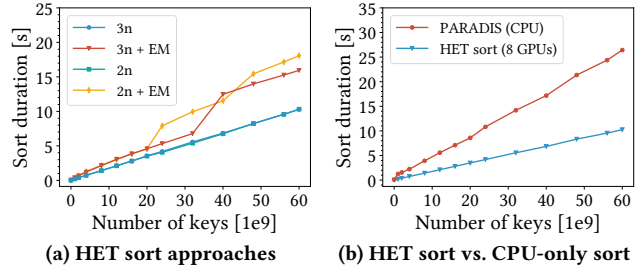 Sort duration [s]
25
20
15
10
5
0
3n
3n + EM
2n
2n + EM
0 10 20 30 40 50 60
Number of keys [1e9]
(a) HET sort approaches
Sort duration [s]
35
30
25
20
15
10
5
0
PARADIS (CPU)
HET sort (8 GPUs)
0 10 20 30 40 50 60
Number of keys [1e9]
(b) HET sort vs. CPU-only sort